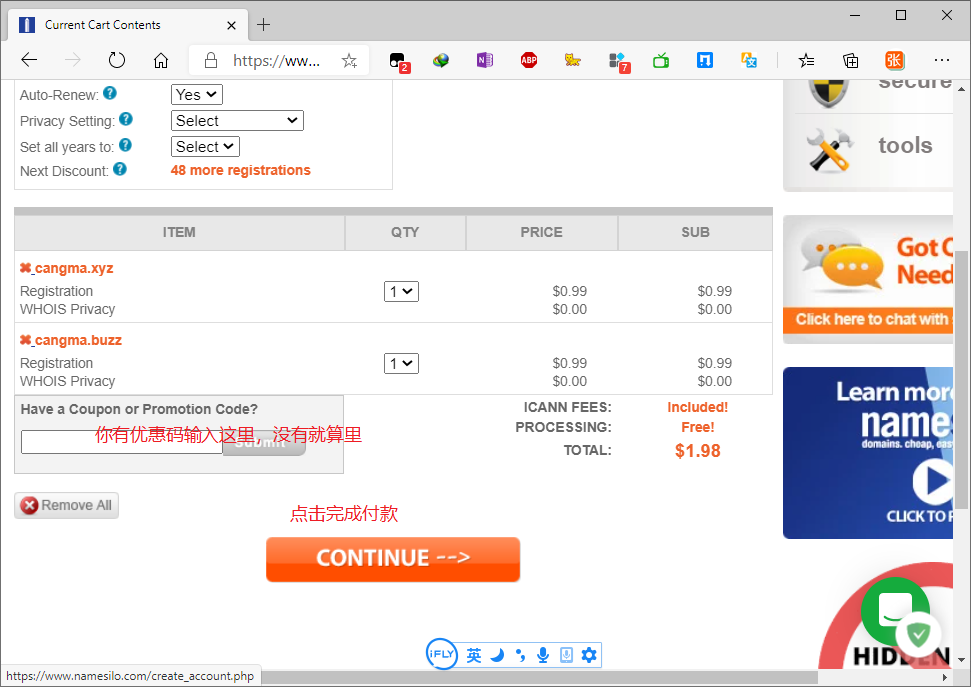 Current Cart Contents
https://ww...
2
ABP
7
张
Auto-Renew: ? Yes
Privacy Setting: ? Select
Set all years to: ? Select
Next Discount: ? 48 more registrations
secure
tools
ITEM QTY PRICE SUB
cangma.xyz
Registration 1 $0.99 $0.99
WHOIS Privacy $0.00 $0.00
cangma.buzz
Registration 1 $0.99 $0.99
WHOIS Privacy $0.00 $0.00
Have a Coupon or Promotion Code?
你有优惠码输入这里，没有就算里
Submit
ICANN FEES: Included!
PROCESSING: Free!
TOTAL: $1.98
Remove All
点击完成付款
CONTINUE -->
Got
Need
Click here to chat with
Learn more
names
domains. cheap, eas
CLICK TO
HIDDEN
iFLY 英
https://www.namesilo.com/create_account.php